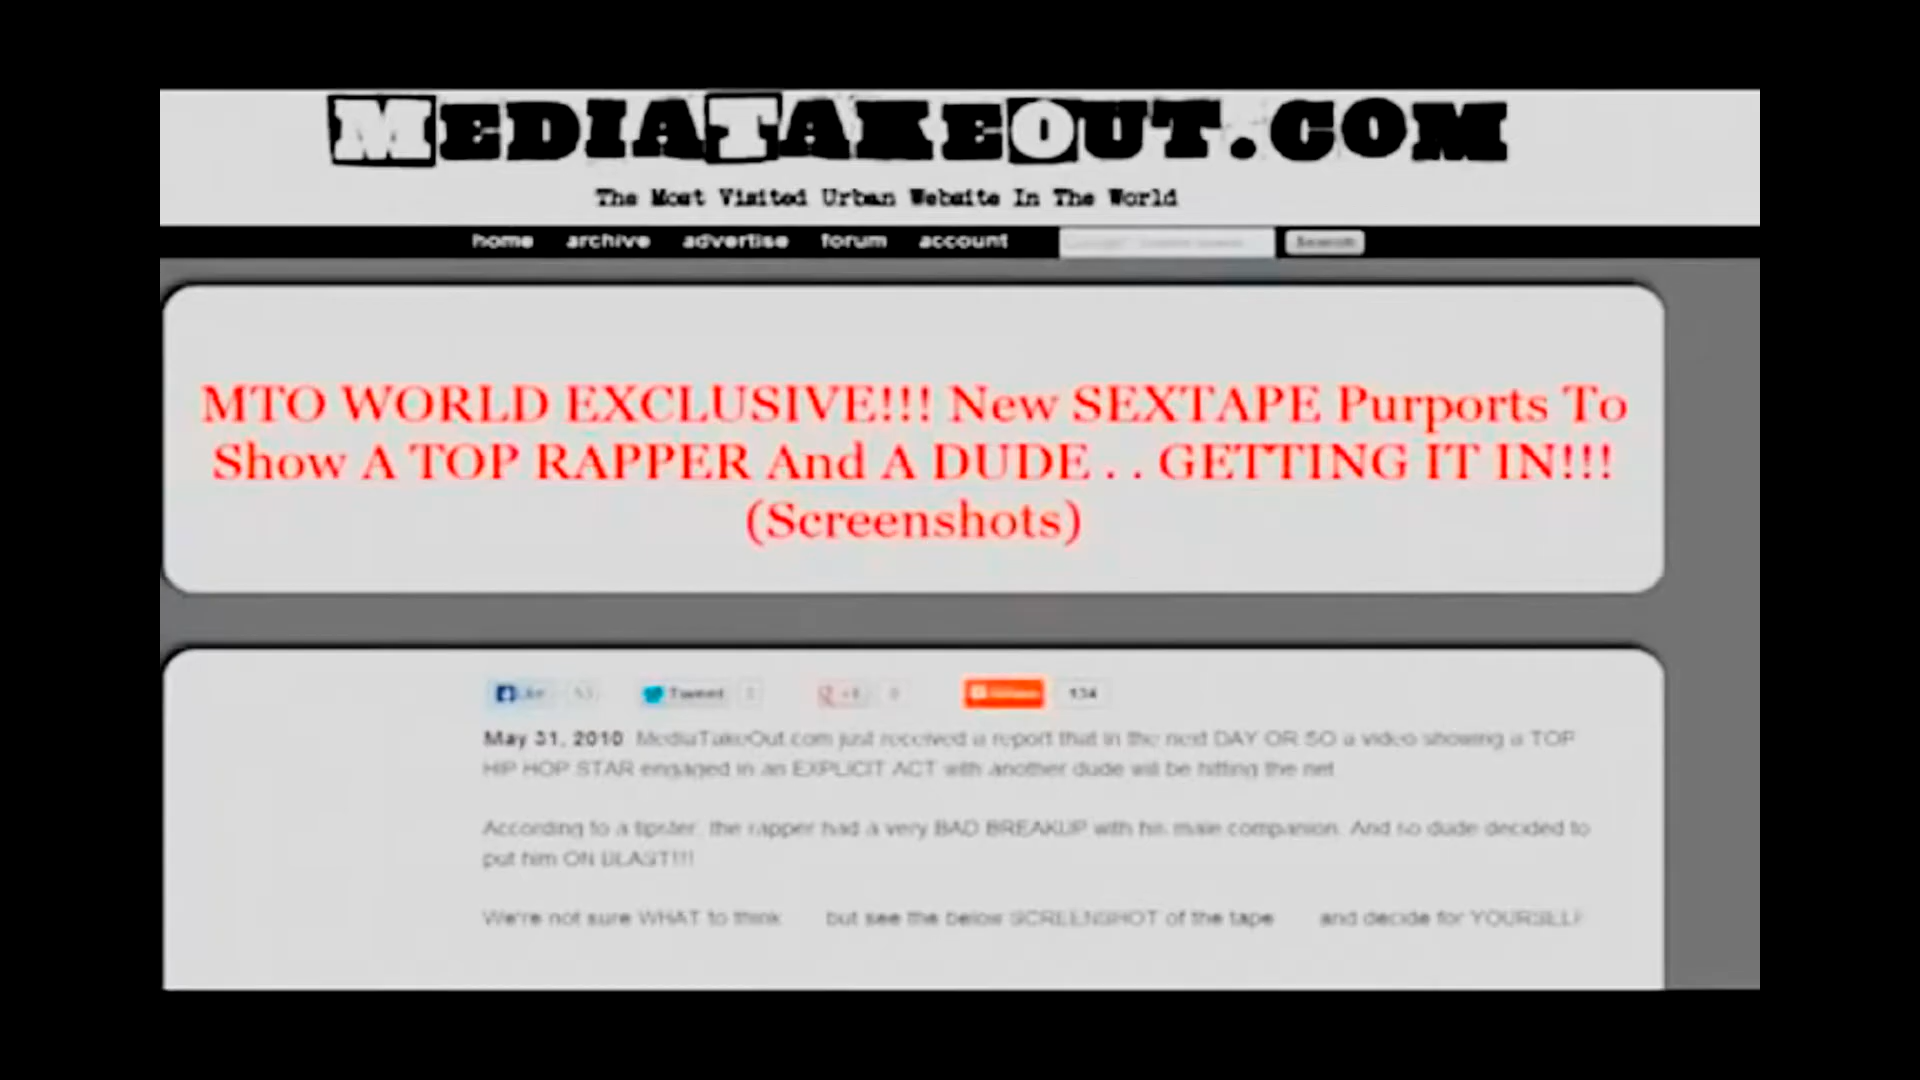 MEDIATAKEOUT.COM
The Most Visited Urban Website In The World
home archive advertise forum account Search
MTO WORLD EXCLUSIVE!!! New SEXTAPE Purports To
Show A TOP RAPPER And A DUDE . . GETTING IT IN!!!
(Screenshots)
Like 53 Tweet 134
May 31, 2010 MediaTakeOut.com just received a report that in the next DAY OR SO a video showing a TOP
HIP HOP STAR engaged in an EXPLICIT ACT with another dude will be hitting the net
According to a tipster, the rapper had a very BAD BREAKUP with his male companion. And so dude decided to
put him ON BLAST!!!
We're not sure WHAT to think but see the below SCREENSHOT of the tape and decide for YOURSELF